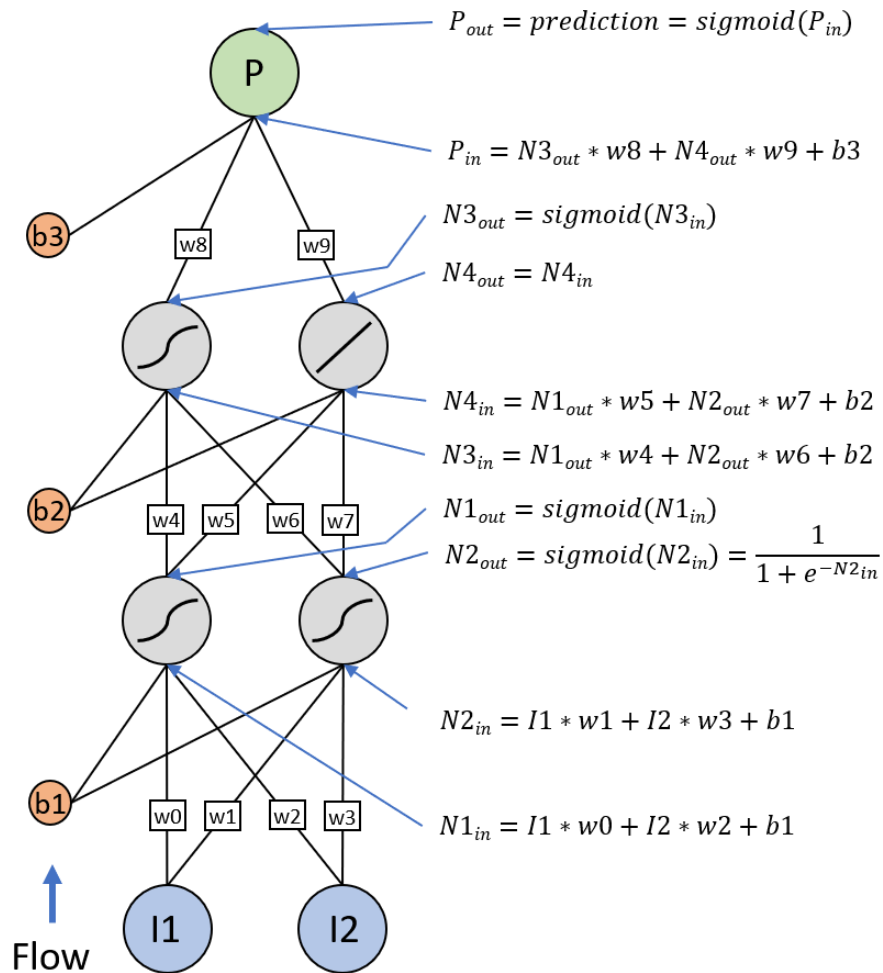 P_out = prediction = sigmoid(P_in)
P
P_in = N3_out * w8 + N4_out * w9 + b3
N3_out = sigmoid(N3_in)
b3
w8
w9
N4_out = N4_in
N4_in = N1_out * w5 + N2_out * w7 + b2
N3_in = N1_out * w4 + N2_out * w6 + b2
b2
w4
w5
w6
w7
N1_out = sigmoid(N1_in)
N2_out = sigmoid(N2_in) = 1 / (1 + e^(-N2_in))
N2_in = I1 * w1 + I2 * w3 + b1
b1
w0
w1
w2
w3
N1_in = I1 * w0 + I2 * w2 + b1
I1
I2
Flow